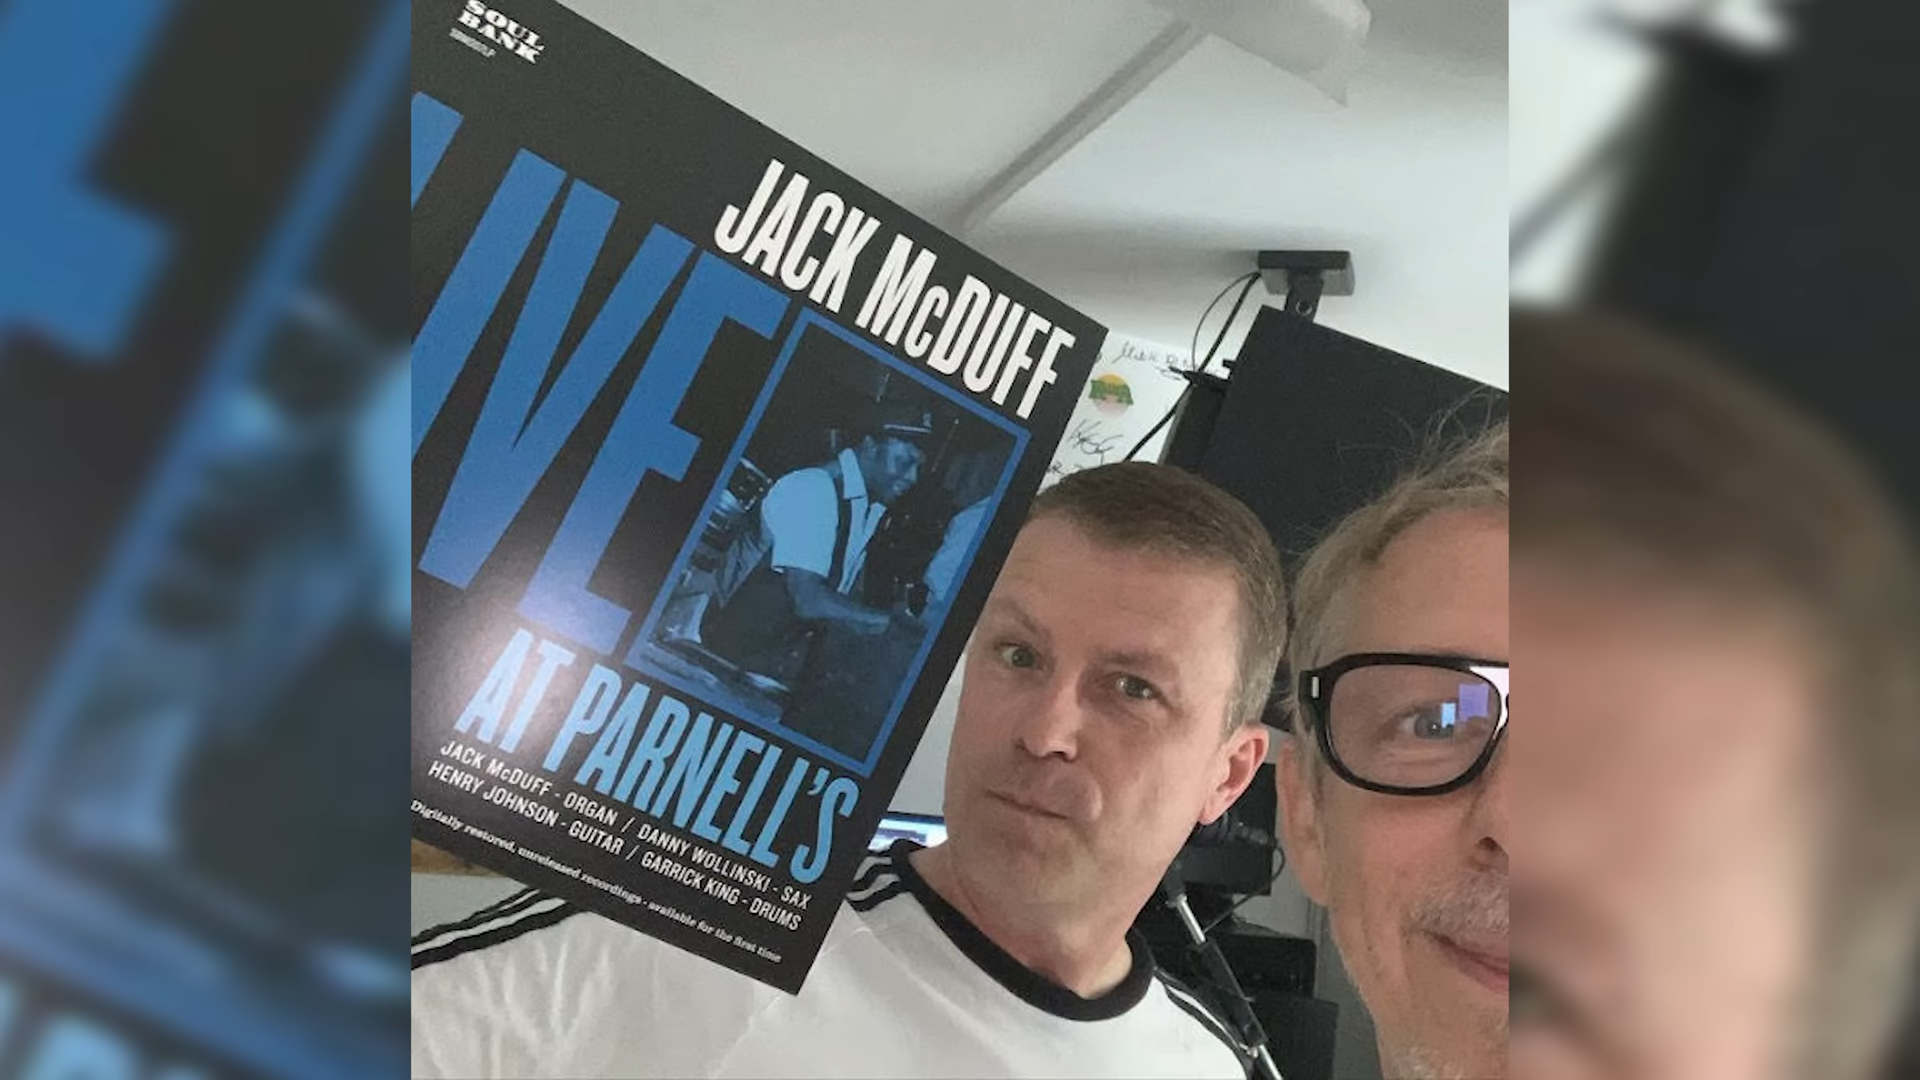 SOUL
BANK
JACK McDUFF
LIVE
AT PARNELL'S
JACK McDUFF - ORGAN / DANNY WOLLINSKI - SAX
HENRY JOHNSON - GUITAR / GARRICK KING - DRUMS
Digitally restored, unreleased recordings - available for the first time